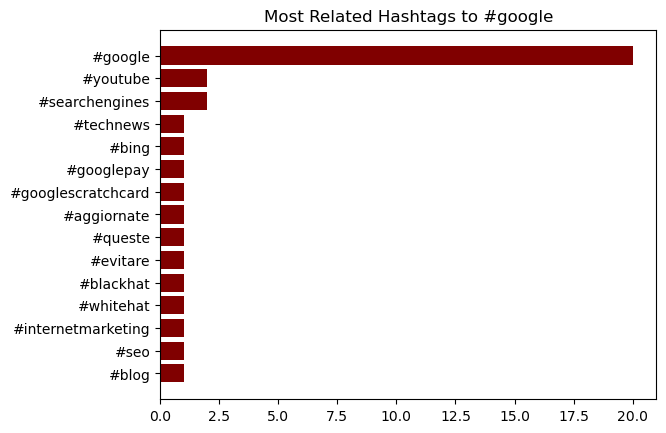 Most Related Hashtags to #google
#google
#youtube
#searchengines
#technews
#bing
#googlepay
#googlescratchcard
#aggiornate
#queste
#evitare
#blackhat
#whitehat
#internetmarketing
#seo
#blog
0.0 2.5 5.0 7.5 10.0 12.5 15.0 17.5 20.0